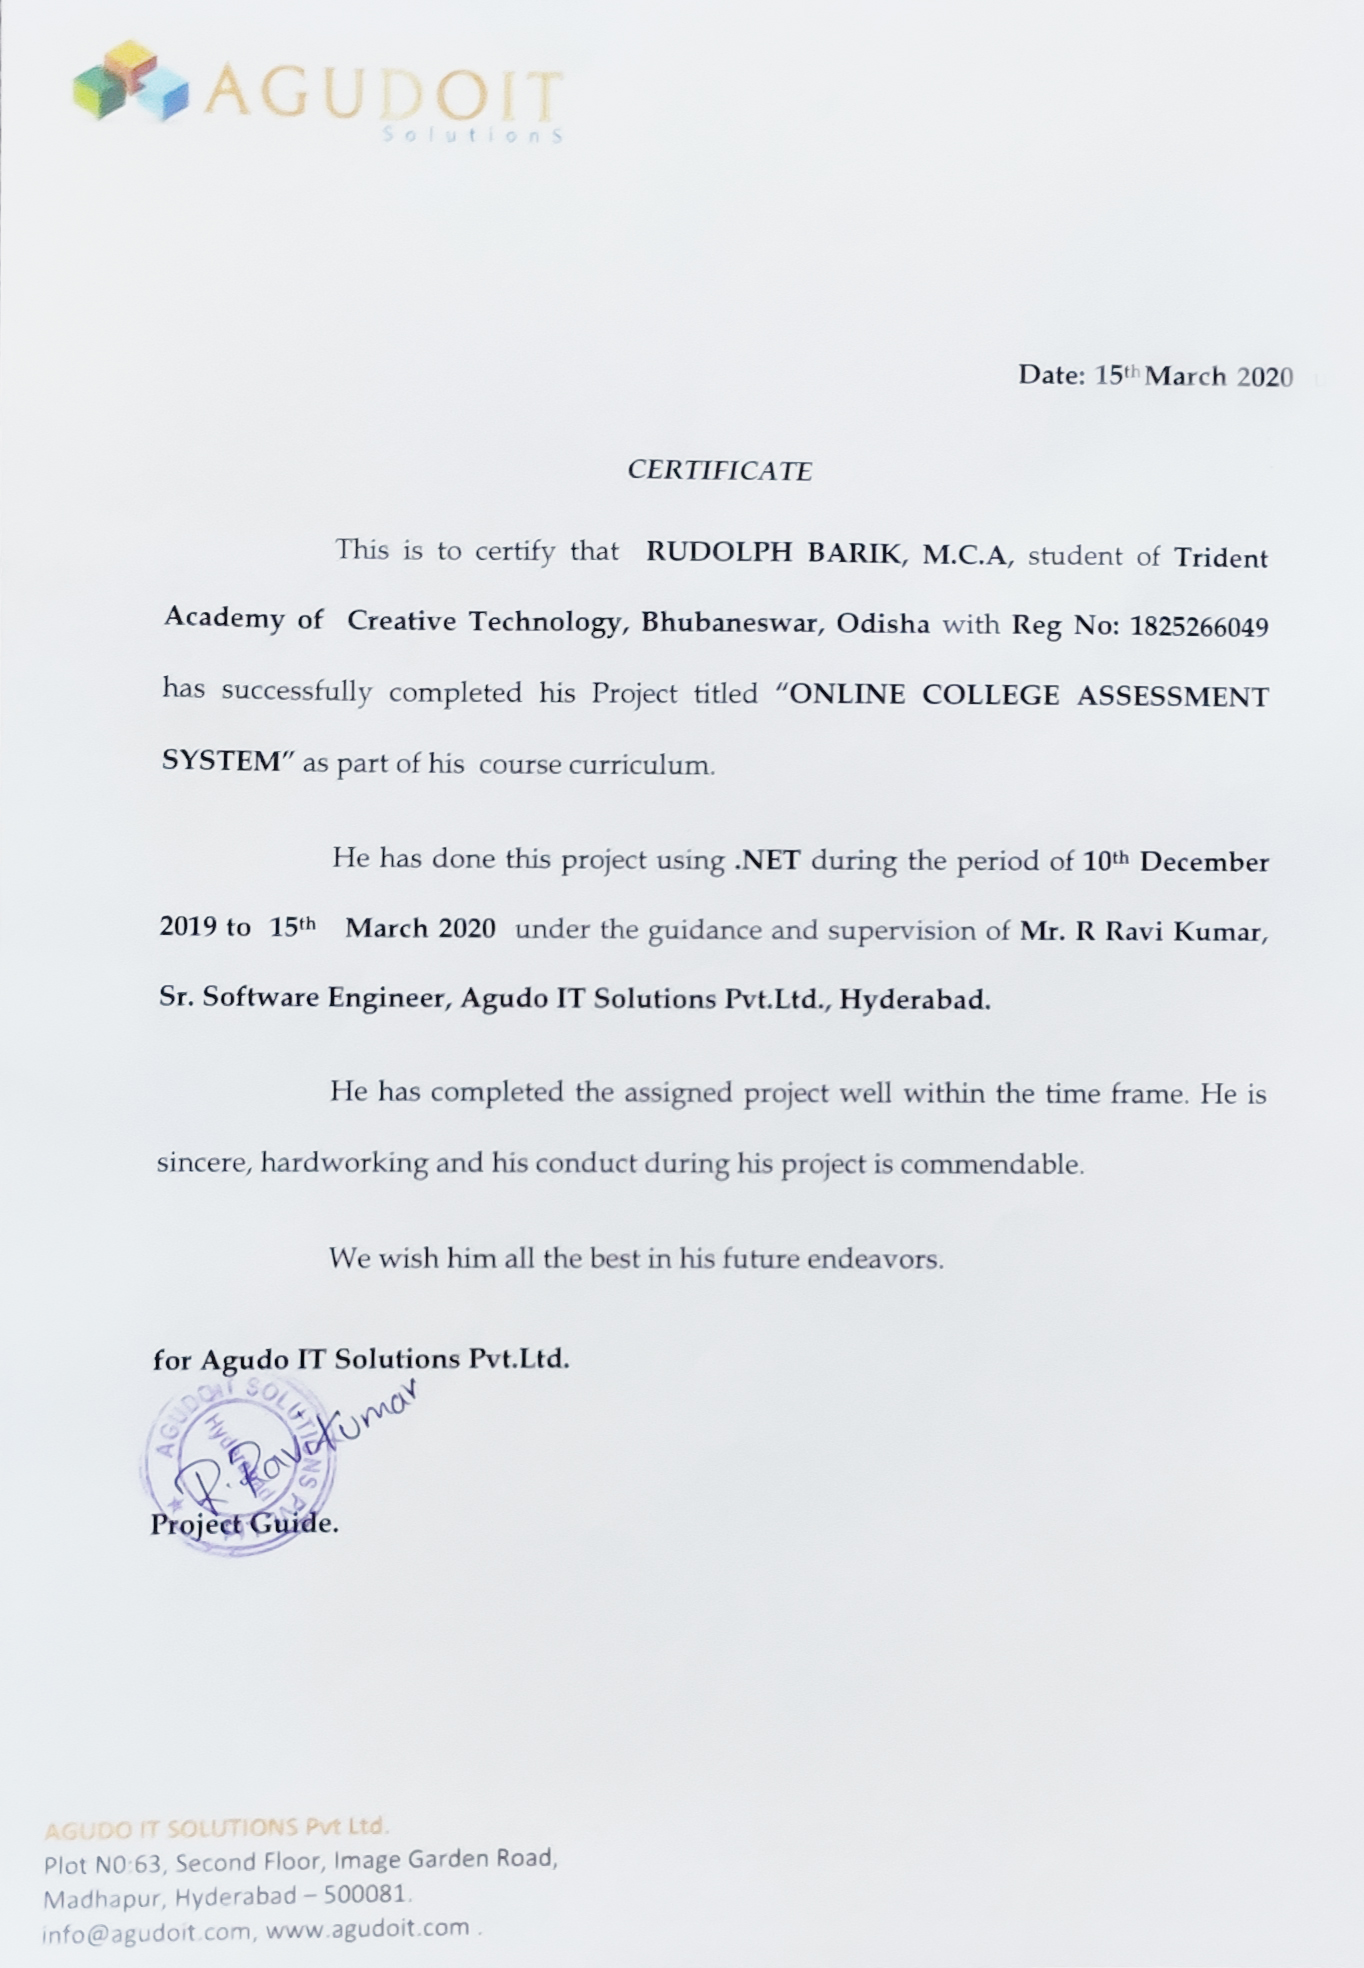 AGUDOIT
Solutions
Date: 15th March 2020
CERTIFICATE
This is to certify that RUDOLPH BARIK, M.C.A, student of Trident
Academy of Creative Technology, Bhubaneswar, Odisha with Reg No: 1825266049
has successfully completed his Project titled “ONLINE COLLEGE ASSESSMENT
SYSTEM” as part of his course curriculum.
He has done this project using .NET during the period of 10th December
2019 to 15th March 2020 under the guidance and supervision of Mr. R Ravi Kumar,
Sr. Software Engineer, Agudo IT Solutions Pvt.Ltd., Hyderabad.
He has completed the assigned project well within the time frame. He is
sincere, hardworking and his conduct during his project is commendable.
We wish him all the best in his future endeavors.
for Agudo IT Solutions Pvt.Ltd.
AGUDOIT SOLUTIONS PVT
Hyderabad
R. Ravi Kumar
Project Guide.
AGUDO IT SOLUTIONS Pvt Ltd.
Plot N0:63, Second Floor, Image Garden Road,
Madhapur, Hyderabad – 500081.
info@agudoit.com, www.agudoit.com .